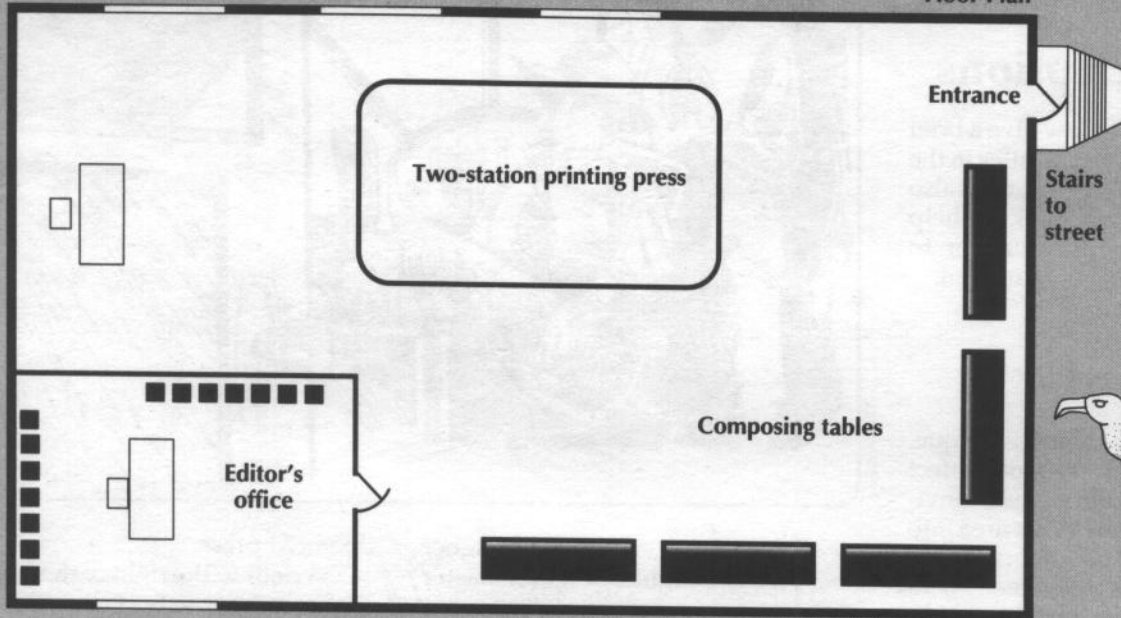 Floor Plan
Entrance
Two-station printing press
Stairs
to
street
Composing tables
Editor's
office